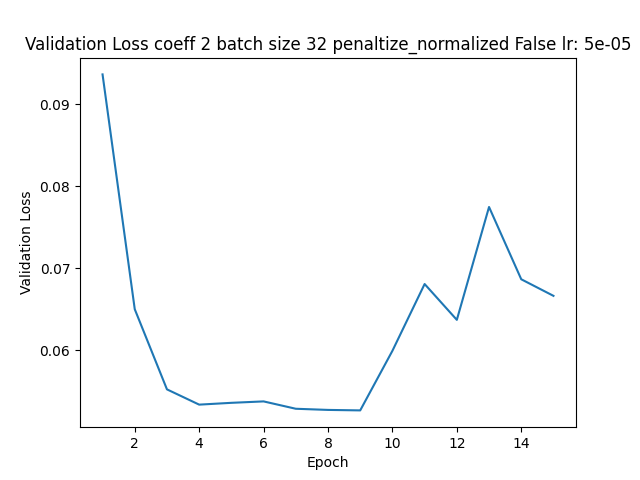 Validation Loss coeff 2 batch size 32 penaltize_normalized False lr: 5e-05
0.09
0.08
0.07
0.06
Validation Loss
2 4 6 8 10 12 14
Epoch